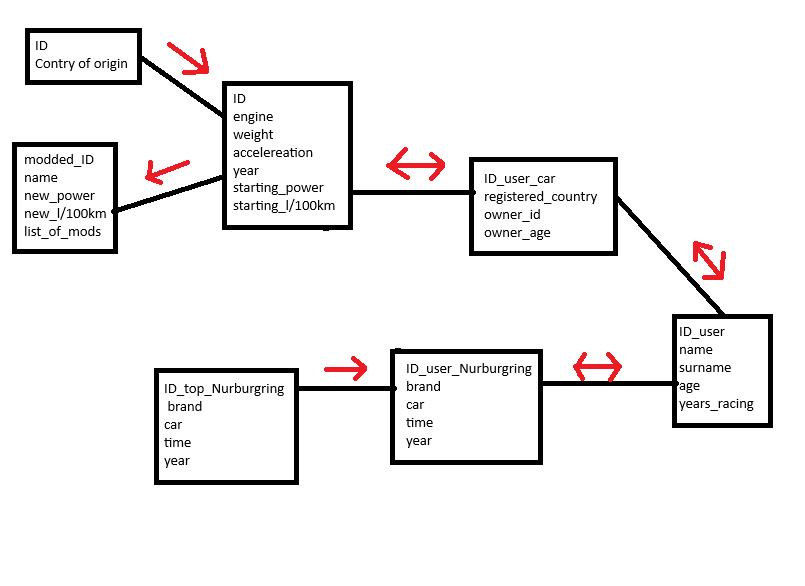 ID
Contry of origin
ID
engine
weight
accelereation
year
starting_power
starting_l/100km
modded_ID
name
new_power
new_l/100km
list_of_mods
ID_user_car
registered_country
owner_id
owner_age
ID_user
name
surname
age
years_racing
ID_user_Nurburgring
brand
car
time
year
ID_top_Nurburgring
brand
car
time
year